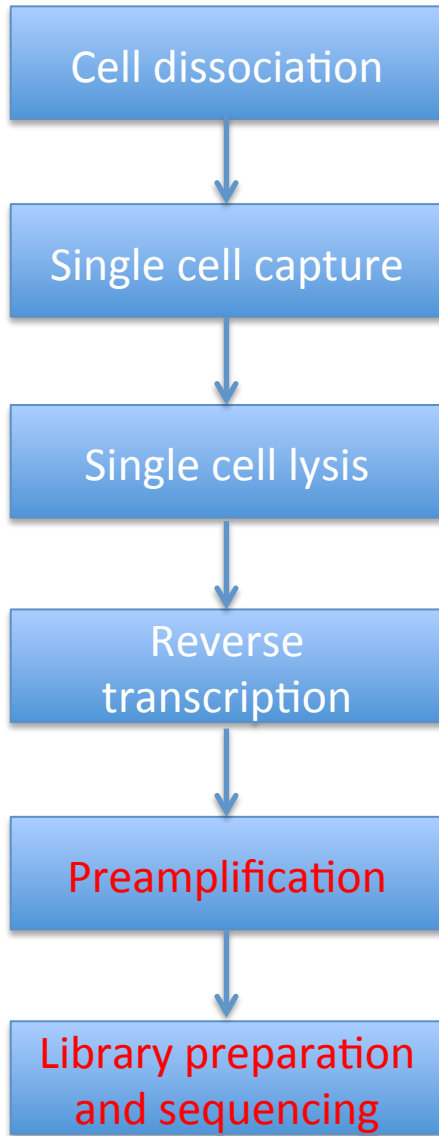 Cell dissociation
Single cell capture
Single cell lysis
Reverse
transcription
Preamplification
Library preparation
and sequencing